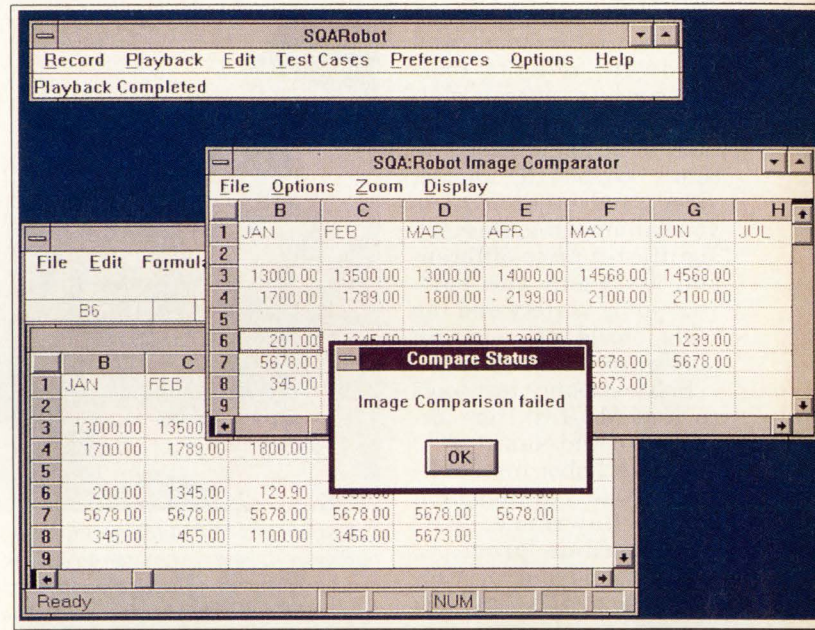 SQARobot
Record Playback Edit Test Cases Preferences Options Help
Playback Completed
SQA:Robot Image Comparator
File Options Zoom Display
B C D E F G H
1 JAN FEB MAR APR MAY JUN JUL
2
3 13000.00 13500.00 13000.00 14000.00 14568.00 14568.00
4 1700.00 1789.00 1800.00 2199.00 2100.00 2100.00
5
6 201.00 1345.00 129.90 1399.00 1239.00
7 5678.00 5678.00 5678.00
8 345.00 5673.00
9
Compare Status
Image Comparison failed
OK
File Edit
B6
B C
1 JAN FEB
2
3 13000.00
4 1700.00 1789.00 1800.00
5
6 200.00 1345.00 129.90
7 5678.00 5678.00 5678.00 5678.00 5678.00 5678.00
8 345.00 455.00 1100.00 3456.00 5673.00
9
Ready NUM